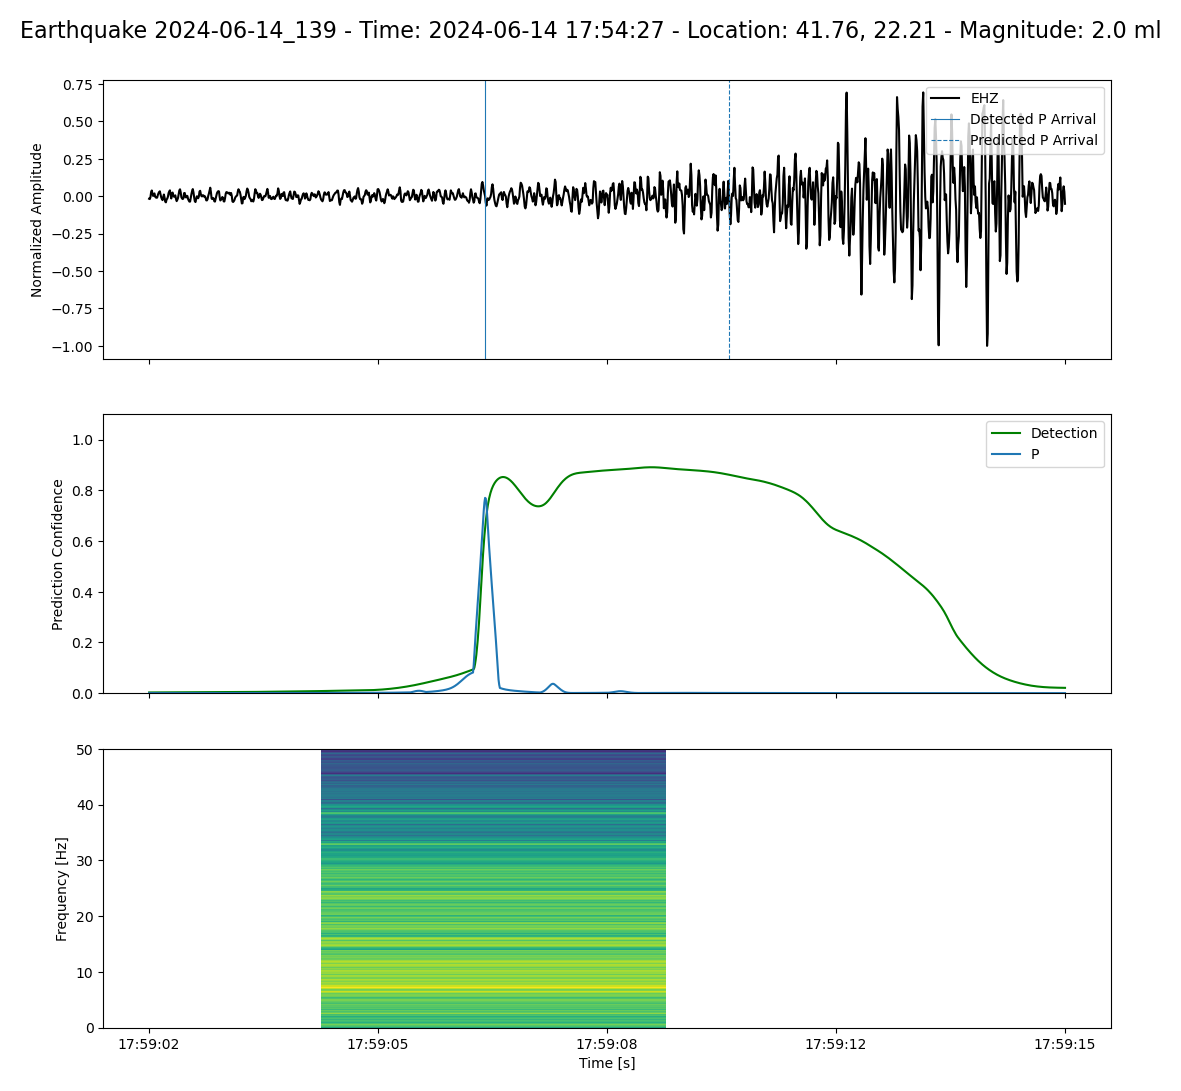 Earthquake 2024-06-14_139 - Time: 2024-06-14 17:54:27 - Location: 41.76, 22.21 - Magnitude: 2.0 ml
Normalized Amplitude
0.75
0.50
0.25
0.00
−0.25
−0.50
−0.75
−1.00
EHZ
Detected P Arrival
Predicted P Arrival
Prediction Confidence
1.0
0.8
0.6
0.4
0.2
0.0
Detection
P
Frequency [Hz]
50
40
30
20
10
0
17:59:02 17:59:05 17:59:08 17:59:12 17:59:15
Time [s]